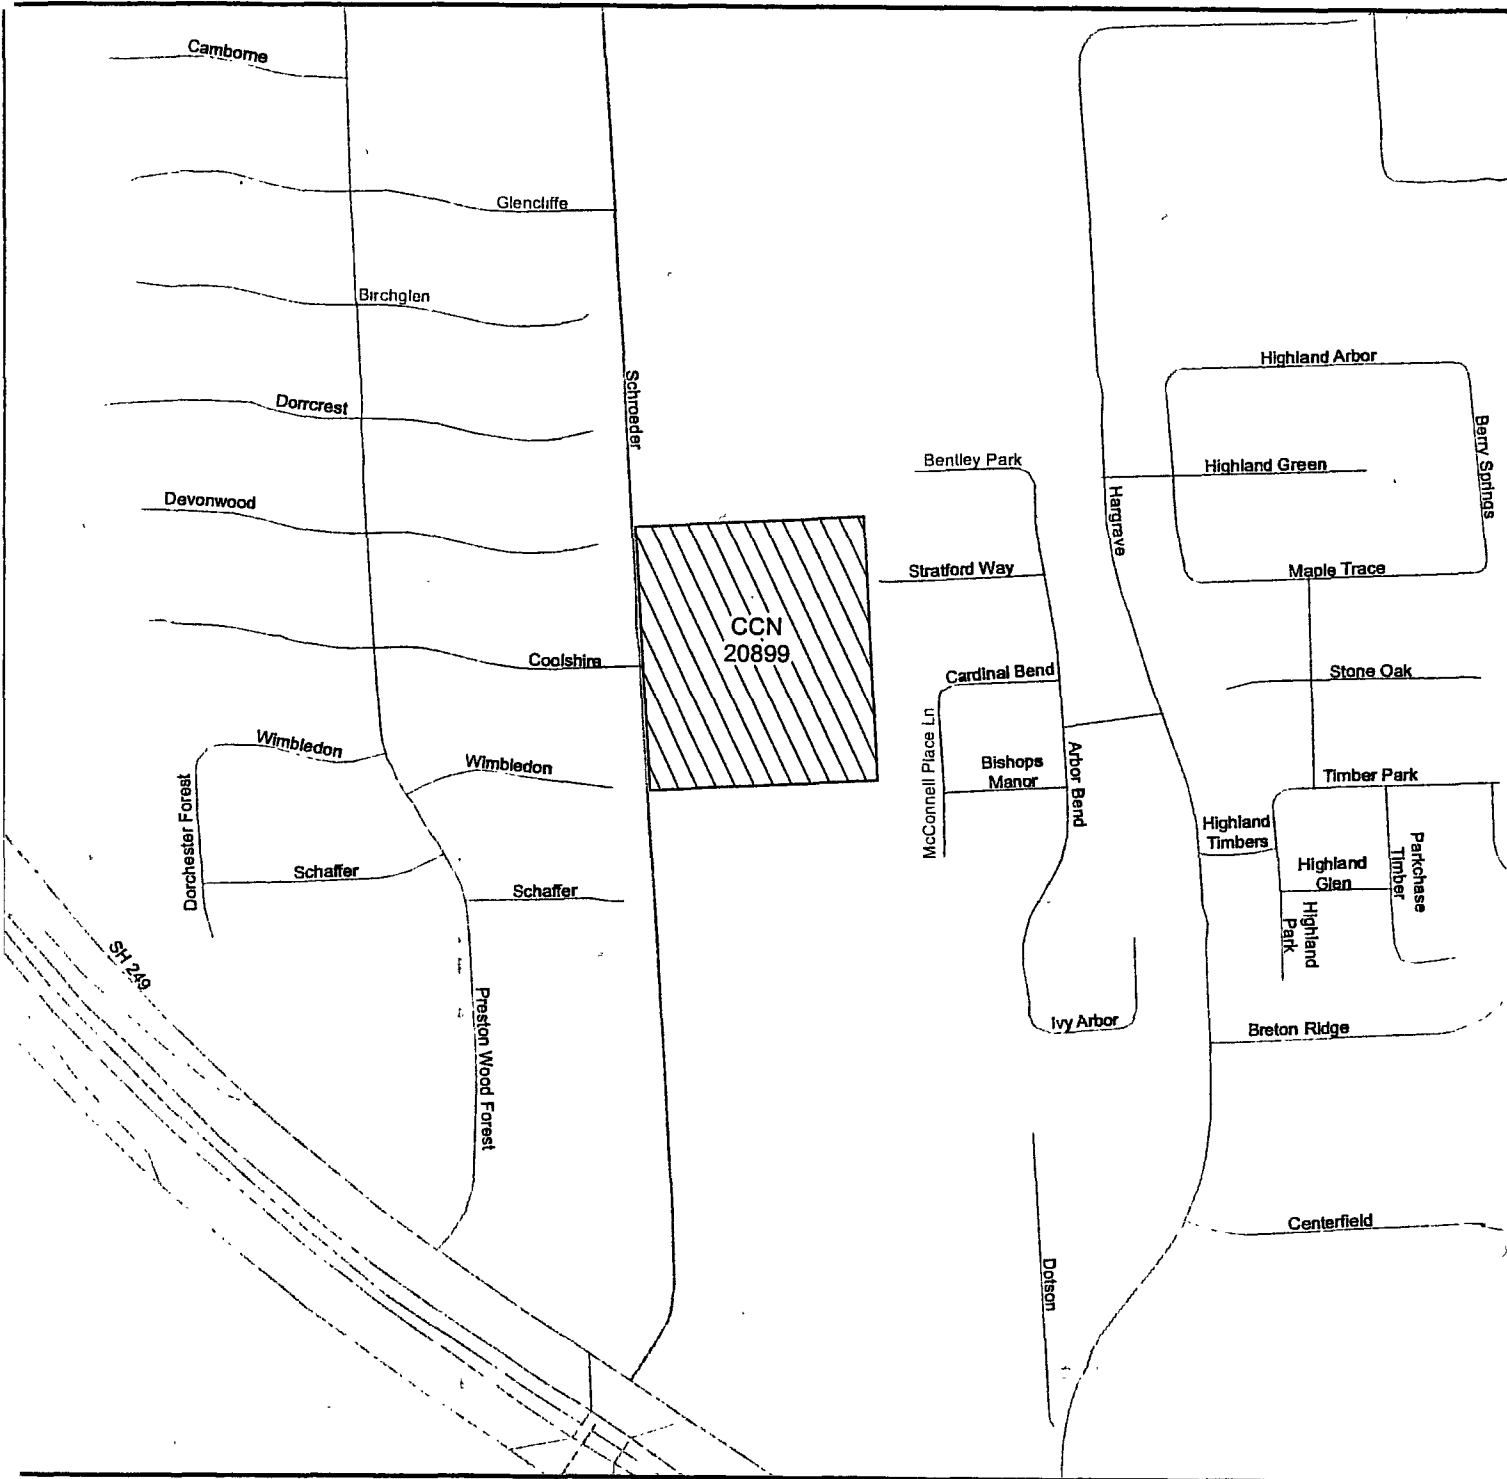 Camborne
Glencliffe
Birchglen
Highland Arbor
Schroeder
Dorrcrest
Berry Springs
Bentley Park
Highland Green
Devonwood
Hargrave
Stratford Way
Maple Trace
CCN
20899
Coolshire
Cardinal Bend
Stone Oak
McConnell Place Ln
Wimbledon
Wimbledon
Bishops
Manor
Arbor Bend
Timber Park
Dorchester Forest
Highland
Timbers
Parkchase
Timber
Schaffer
Schaffer
Highland
Glen
Highland
Park
SH 249
Preston Wood Forest
Ivy Arbor
Breton Ridge
Centerfield
Dotson